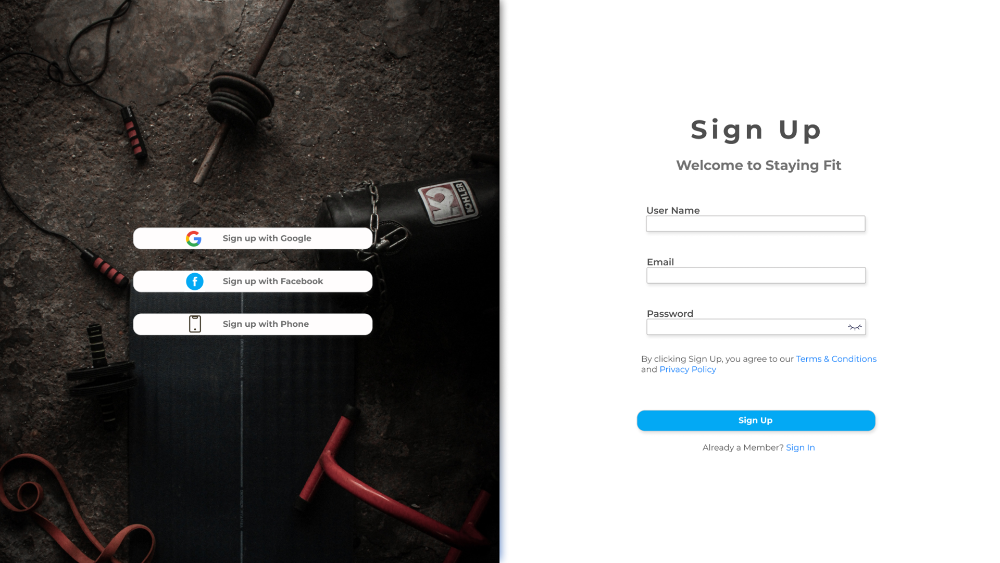 KOHLER
Sign up with Google
Sign up with Facebook
Sign up with Phone
Sign Up
Welcome to Staying Fit
User Name
Email
Password
By clicking Sign Up, you agree to our Terms & Conditions
and Privacy Policy
Sign Up
Already a Member? Sign In